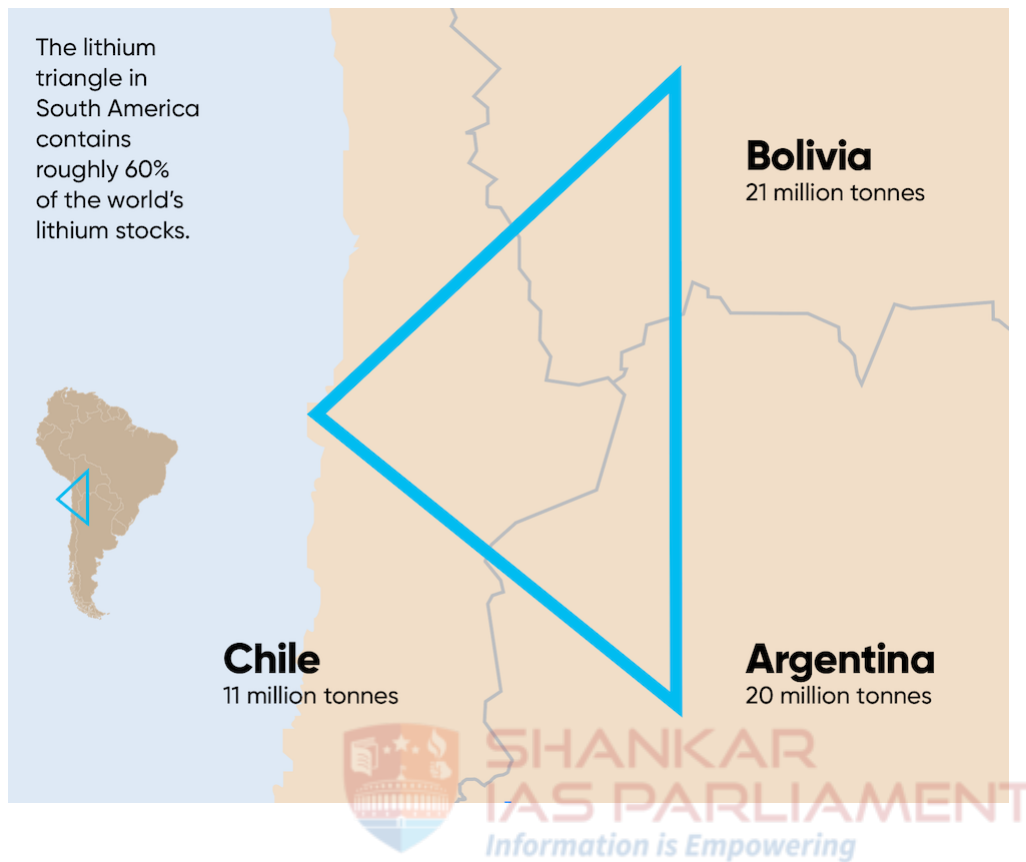 The lithium
triangle in
South America
contains
roughly 60%
of the world's
lithium stocks.
Bolivia
21 million tonnes
Chile
11 million tonnes
Argentina
20 million tonnes
SHANKAR
IAS PARLIAMENT
Information is Empowering